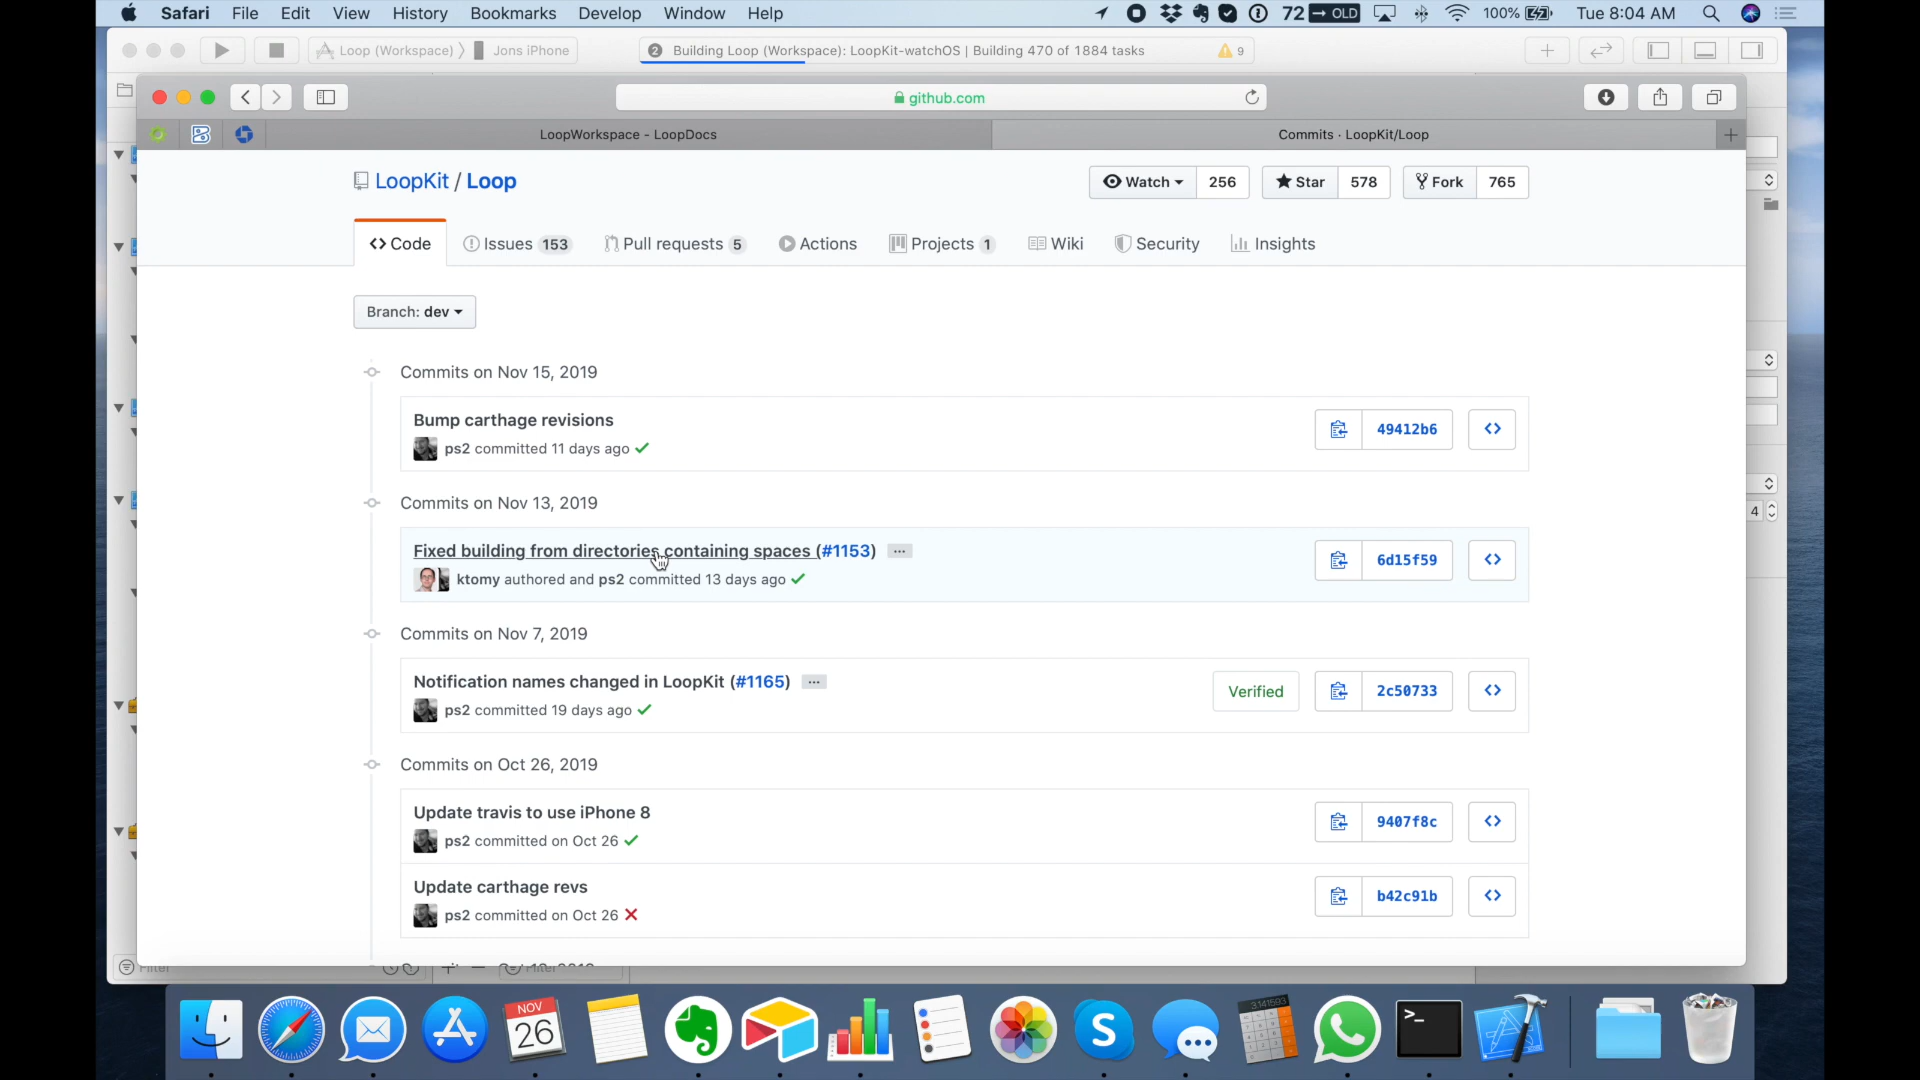 Safari File Edit View History Bookmarks Develop Window Help 72 → OLD 100% Tue 8:04 AM
Loop (Workspace) Jons iPhone 2 Building Loop (Workspace): LoopKit-watchOS | Building 470 of 1884 tasks 9
github.com
LoopWorkspace - LoopDocs Commits · LoopKit/Loop
LoopKit / Loop Watch 256 Star 578 Fork 765
Code Issues 153 Pull requests 5 Actions Projects 1 Wiki Security Insights
Branch: dev
Commits on Nov 15, 2019
Bump carthage revisions
ps2 committed 11 days ago
49412b6
Commits on Nov 13, 2019
Fixed building from directories containing spaces (#1153) ...
ktomy authored and ps2 committed 13 days ago
6d15f59
4
Commits on Nov 7, 2019
Notification names changed in LoopKit (#1165) ...
ps2 committed 19 days ago
Verified 2c50733
Commits on Oct 26, 2019
Update travis to use iPhone 8
ps2 committed on Oct 26
9407f8c
Update carthage revs
ps2 committed on Oct 26
b42c91b
Filter
NOV
26
3.141593